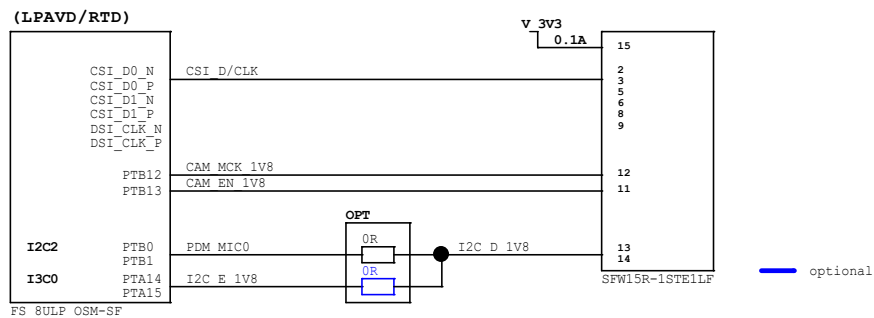 (LPAVD/RTD)
V_3V3
0.1A
15
CSI_D0_N
CSI_D0_P
CSI_D1_N
CSI_D1_P
DSI_CLK_N
DSI_CLK_P
CSI_D/CLK
2
3
5
6
8
9
PTB12
CAM_MCK_1V8
12
PTB13
CAM_EN_1V8
11
OPT
I2C2
PTB0
PTB1
PDM_MIC0
0R
I2C_D_1V8
13
14
I3C0
PTA14
PTA15
I2C_E_1V8
0R
SFW15R-1STE1LF
optional
FS 8ULP OSM-SF